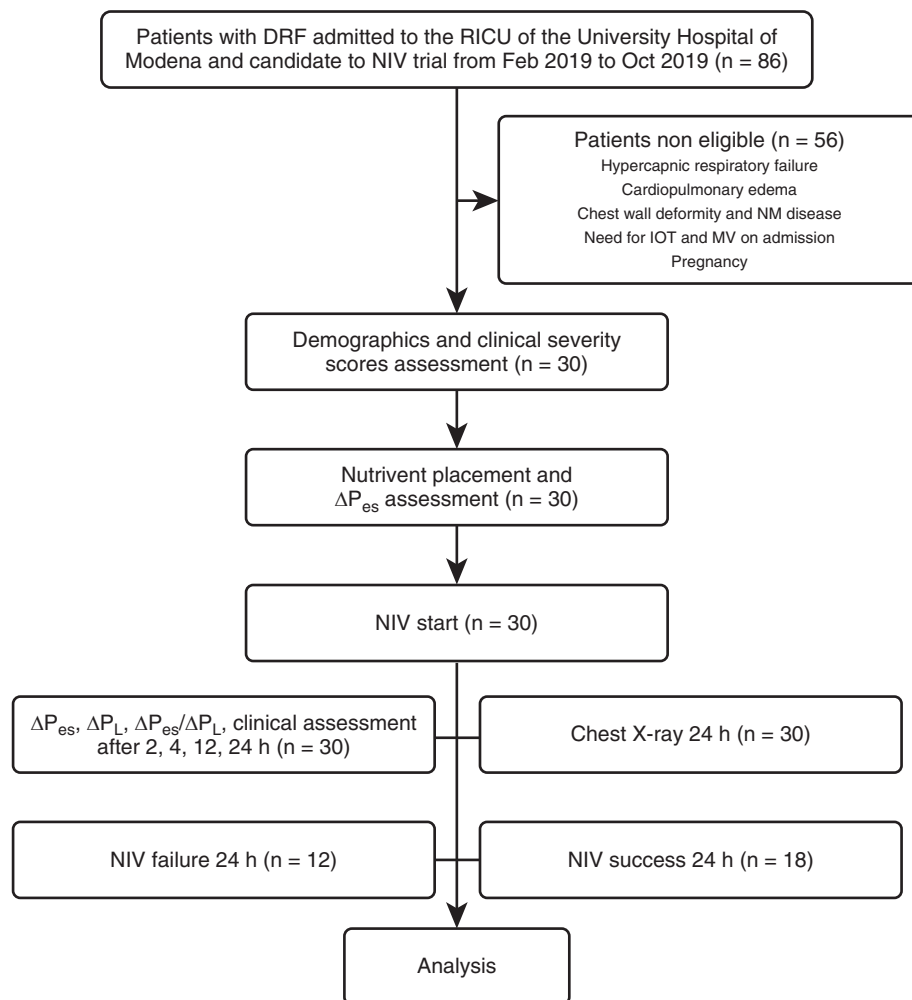 Patients with DRF admitted to the RICU of the University Hospital of
Modena and candidate to NIV trial from Feb 2019 to Oct 2019 (n = 86)
Patients non eligible (n = 56)
Hypercapnic respiratory failure
Cardiopulmonary edema
Chest wall deformity and NM disease
Need for IOT and MV on admission
Pregnancy
Demographics and clinical severity
scores assessment (n = 30)
Nutrivent placement and
ΔPes assessment (n = 30)
NIV start (n = 30)
ΔPes, ΔPL, ΔPes/ΔPL, clinical assessment
after 2, 4, 12, 24 h (n = 30)
Chest X-ray 24 h (n = 30)
NIV failure 24 h (n = 12)
NIV success 24 h (n = 18)
Analysis